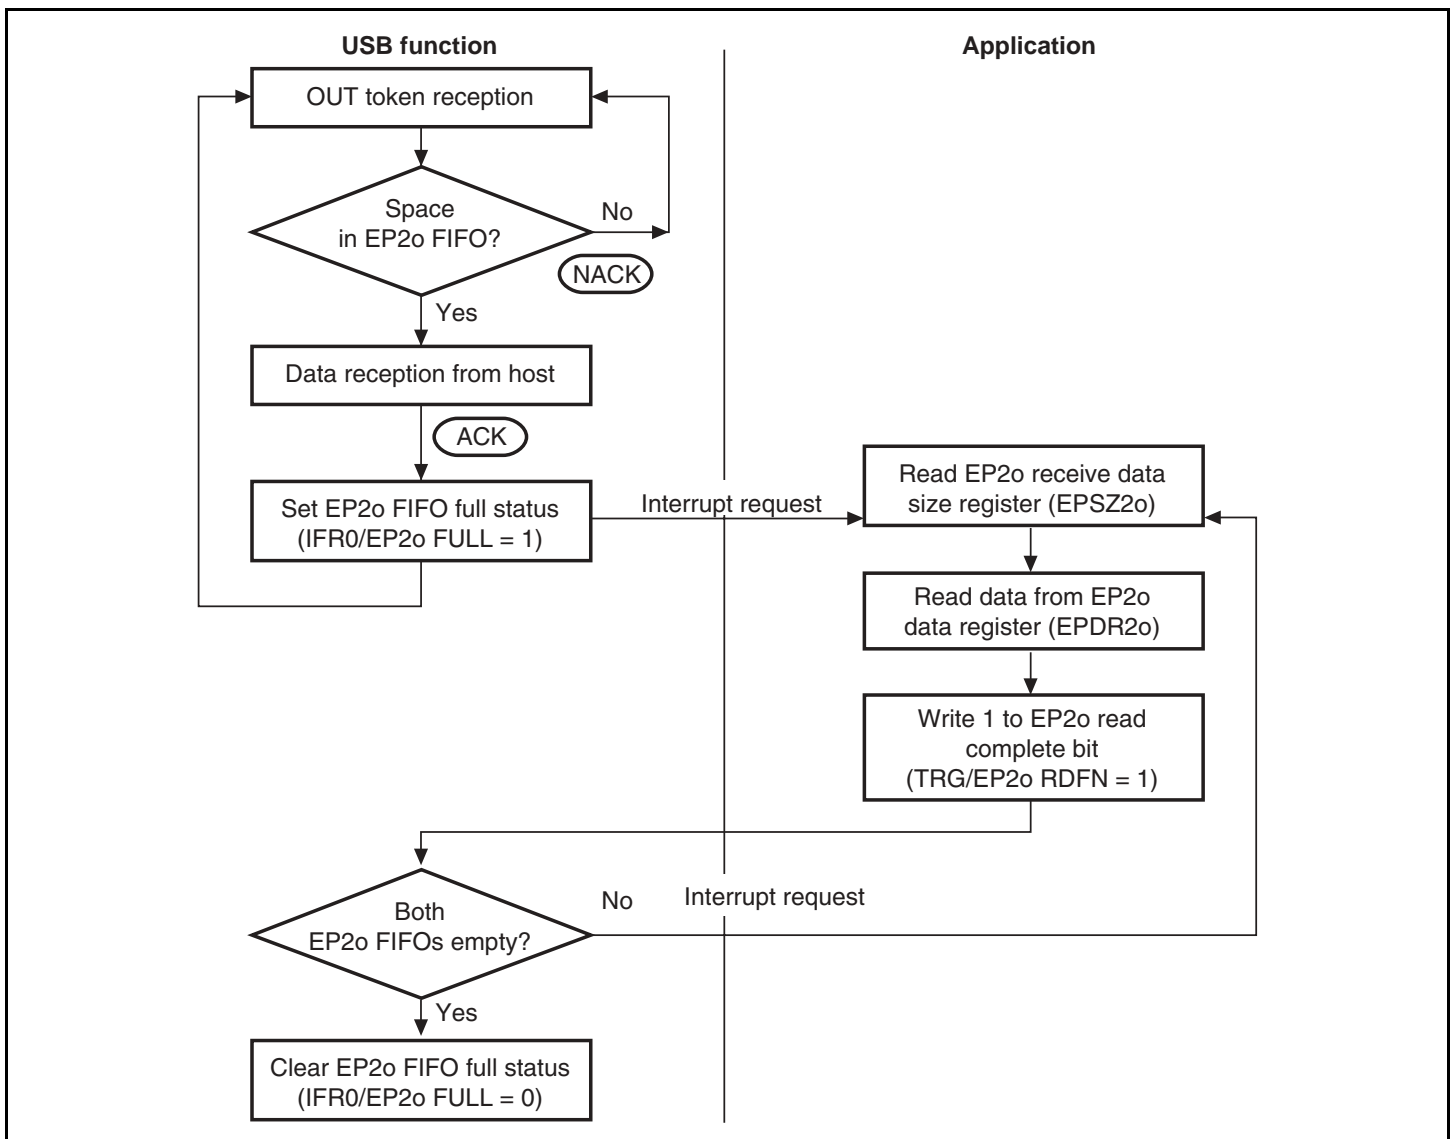 USB function
Application
OUT token reception
Space
in EP2o FIFO?
No
NACK
Yes
Data reception from host
ACK
Set EP2o FIFO full status
(IFR0/EP2o FULL = 1)
Interrupt request
Read EP2o receive data
size register (EPSZ2o)
Read data from EP2o
data register (EPDR2o)
Write 1 to EP2o read
complete bit
(TRG/EP2o RDFN = 1)
Both
EP2o FIFOs empty?
No
Interrupt request
Yes
Clear EP2o FIFO full status
(IFR0/EP2o FULL = 0)